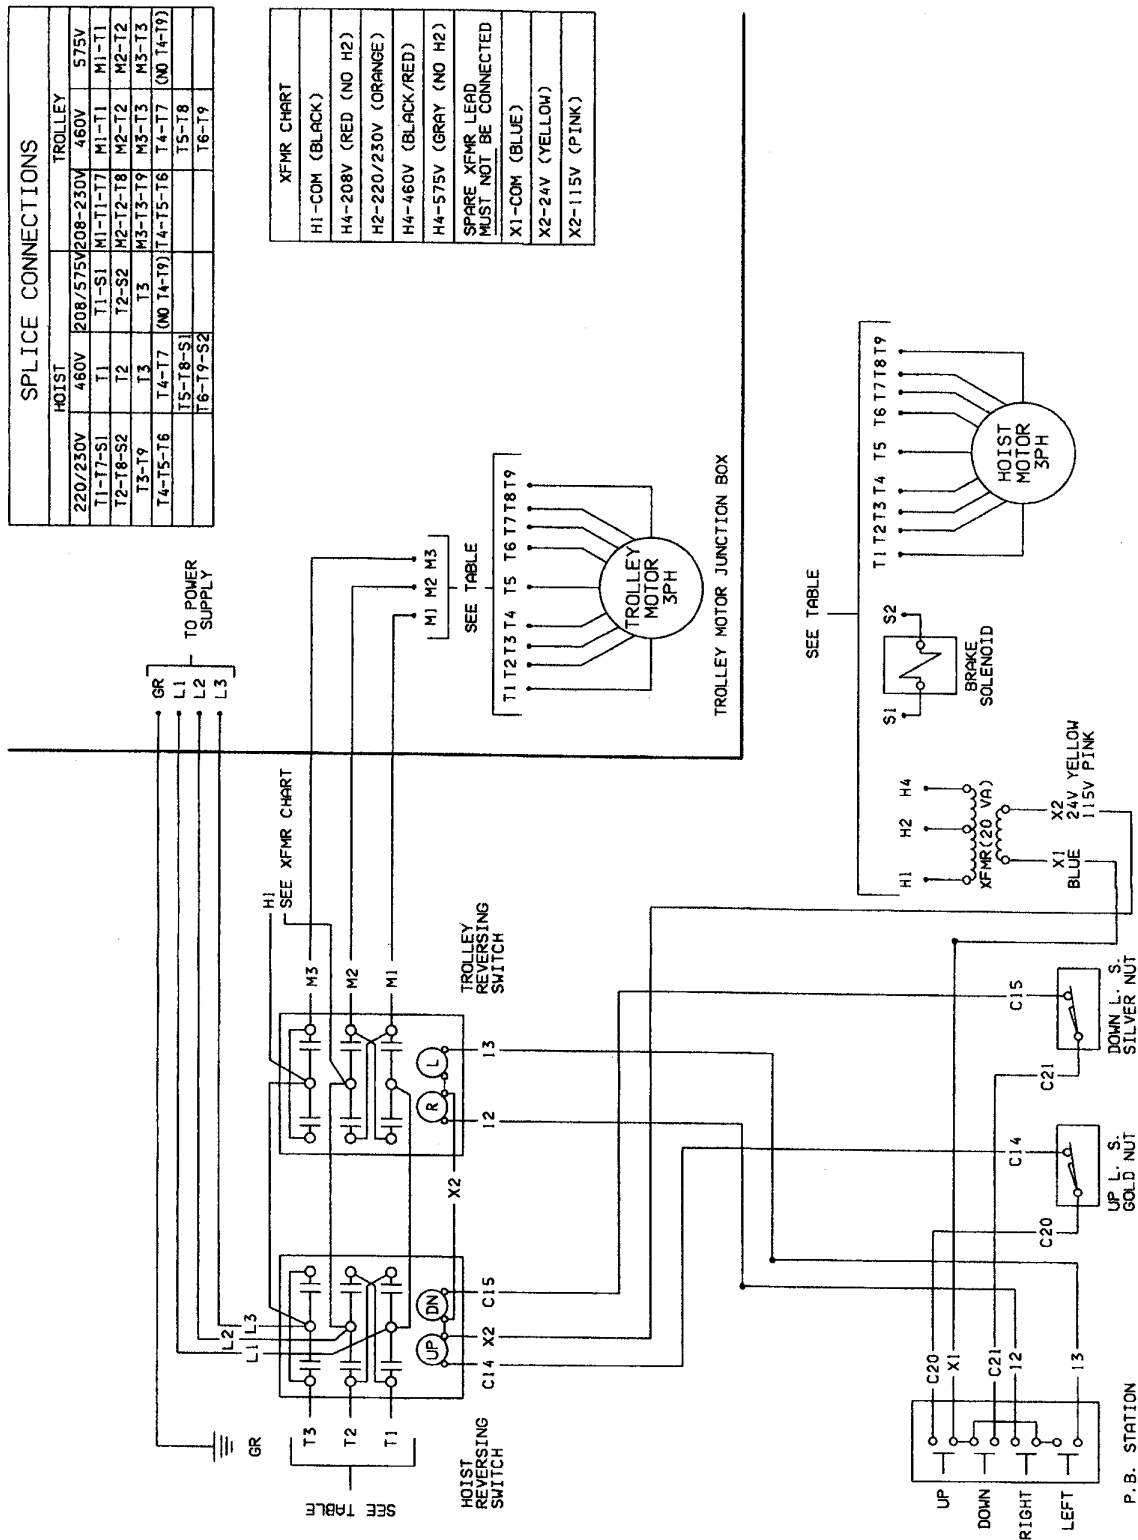 SPLICE CONNECTIONS
HOIST TROLLEY
220/230V 460V 208/575V 208-230V 460V 575V
T1-T7-S1 T1 T1-S1 M1-T1-T7 M1-T1 M1-T1
T2-T8-S2 T2 T2-S2 M2-T2-T8 M2-T2 M2-T2
T3-T9 T3 T3 M3-T3-T9 M3-T3 M3-T3
T4-T5-T6 T4-T7 (NO T4-T9) T4-T5-T6 T4-T7 (NO T4-T9)
T5-T8-S1 T5-T8
T6-T9-S2 T6-T9
XFMR CHART
H1-COM (BLACK)
H4-208V (RED (NO H2)
H2-220/230V (ORANGE)
H4-460V (BLACK/RED)
H4-575V (GRAY (NO H2)
SPARE XFMR LEAD
MUST NOT BE CONNECTED
X1-COM (BLUE)
X2-24V (YELLOW)
X2-115V (PINK)
TO POWER
SUPPLY
GR
L1
L2
L3
GR
L1
L2
L3
H1
SEE XFMR CHART
T3
T2
T1
SEE TABLE
HOIST
REVERSING
SWITCH
UP
DN
C14
X2
C15
X2
R
L
12
13
M3
M2
M1
TROLLEY
REVERSING
SWITCH
M1 M2 M3
SEE TABLE
T1 T2 T3 T4 T5 T6 T7 T8 T9
TROLLEY
MOTOR
3PH
TROLLEY MOTOR JUNCTION BOX
SEE TABLE
H1 H2 H4
XFMR(20 VA)
X1
BLUE
X2
24V YELLOW
115V PINK
S1 S2
BRAKE
SOLENOID
T1 T2 T3 T4 T5 T6 T7 T8 T9
HOIST
MOTOR
3PH
UP
DOWN
RIGHT
LEFT
C20
X1
C21
12
13
P.B. STATION
C20
C14
UP L. S.
GOLD NUT
C21
C15
DOWN L. S.
SILVER NUT